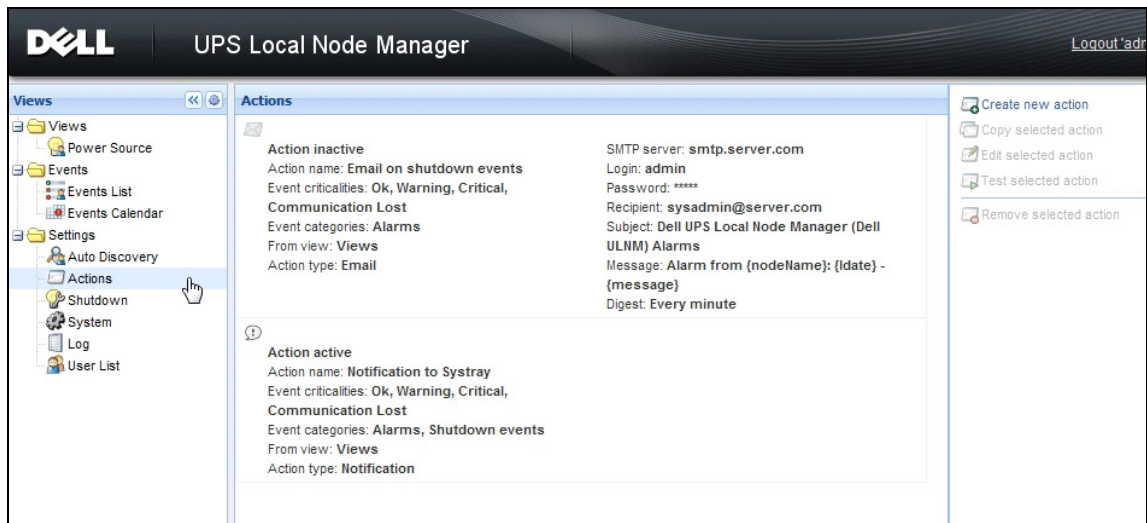 DELL
UPS Local Node Manager
Logout 'adr
Views
Views
Power Source
Events
Events List
Events Calendar
Settings
Auto Discovery
Actions
Shutdown
System
Log
User List
Actions
Action inactive
Action name: Email on shutdown events
Event criticalities: Ok, Warning, Critical,
Communication Lost
Event categories: Alarms
From view: Views
Action type: Email
SMTP server: smtp.server.com
Login: admin
Password: *****
Recipient: sysadmin@server.com
Subject: Dell UPS Local Node Manager (Dell
ULNM) Alarms
Message: Alarm from {nodeName}: {ldate} -
{message}
Digest: Every minute
Action active
Action name: Notification to Systray
Event criticalities: Ok, Warning, Critical,
Communication Lost
Event categories: Alarms, Shutdown events
From view: Views
Action type: Notification
Create new action
Copy selected action
Edit selected action
Test selected action
Remove selected action